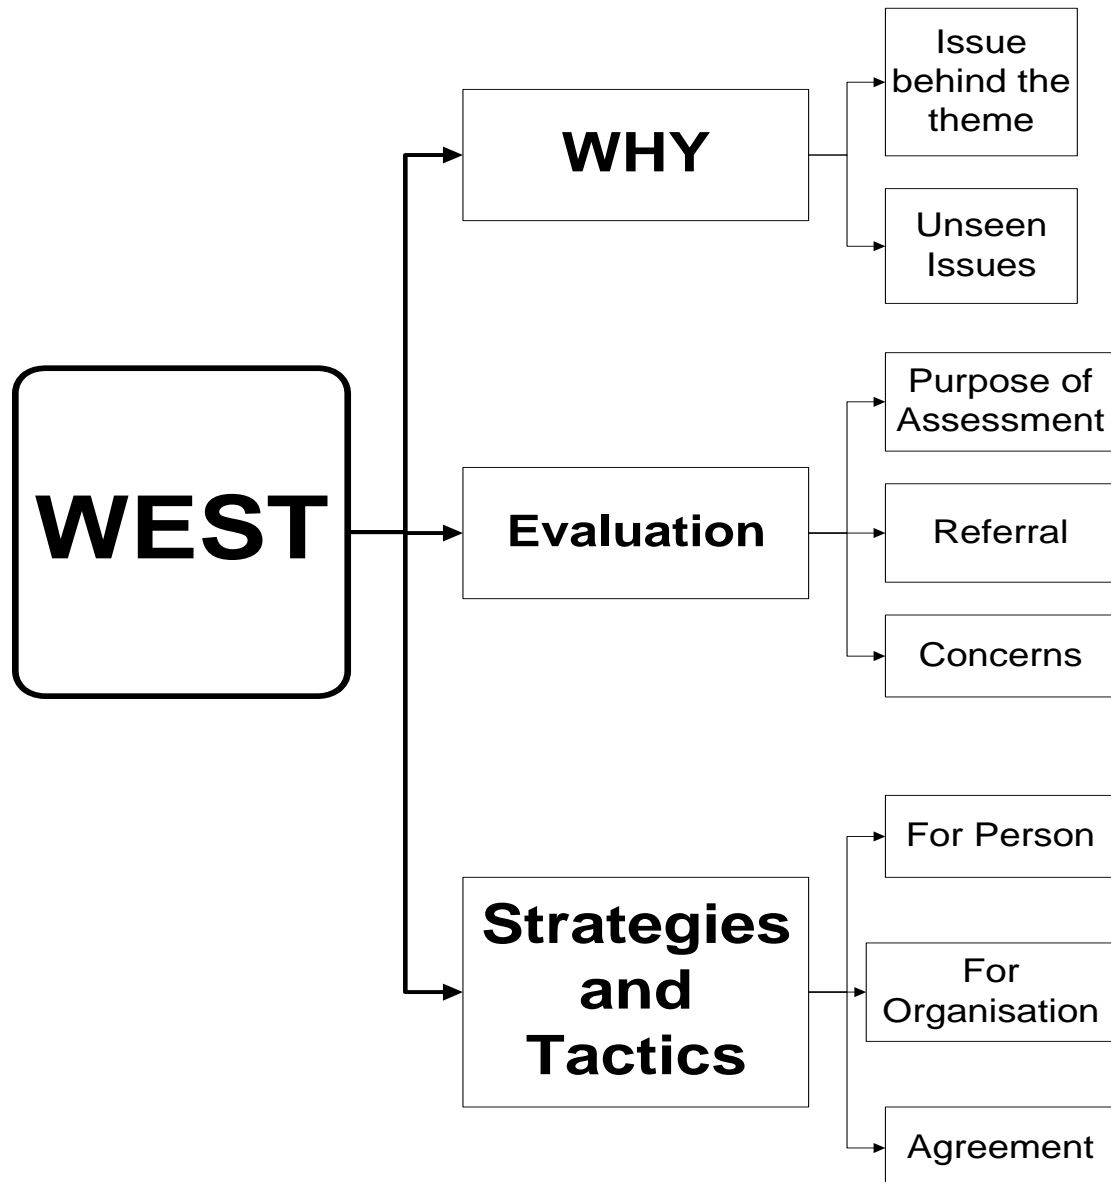 WEST
WHY
Issue
behind the
theme
Unseen
Issues
Evaluation
Purpose of
Assessment
Referral
Concerns
Strategies
and
Tactics
For Person
For
Organisation
Agreement